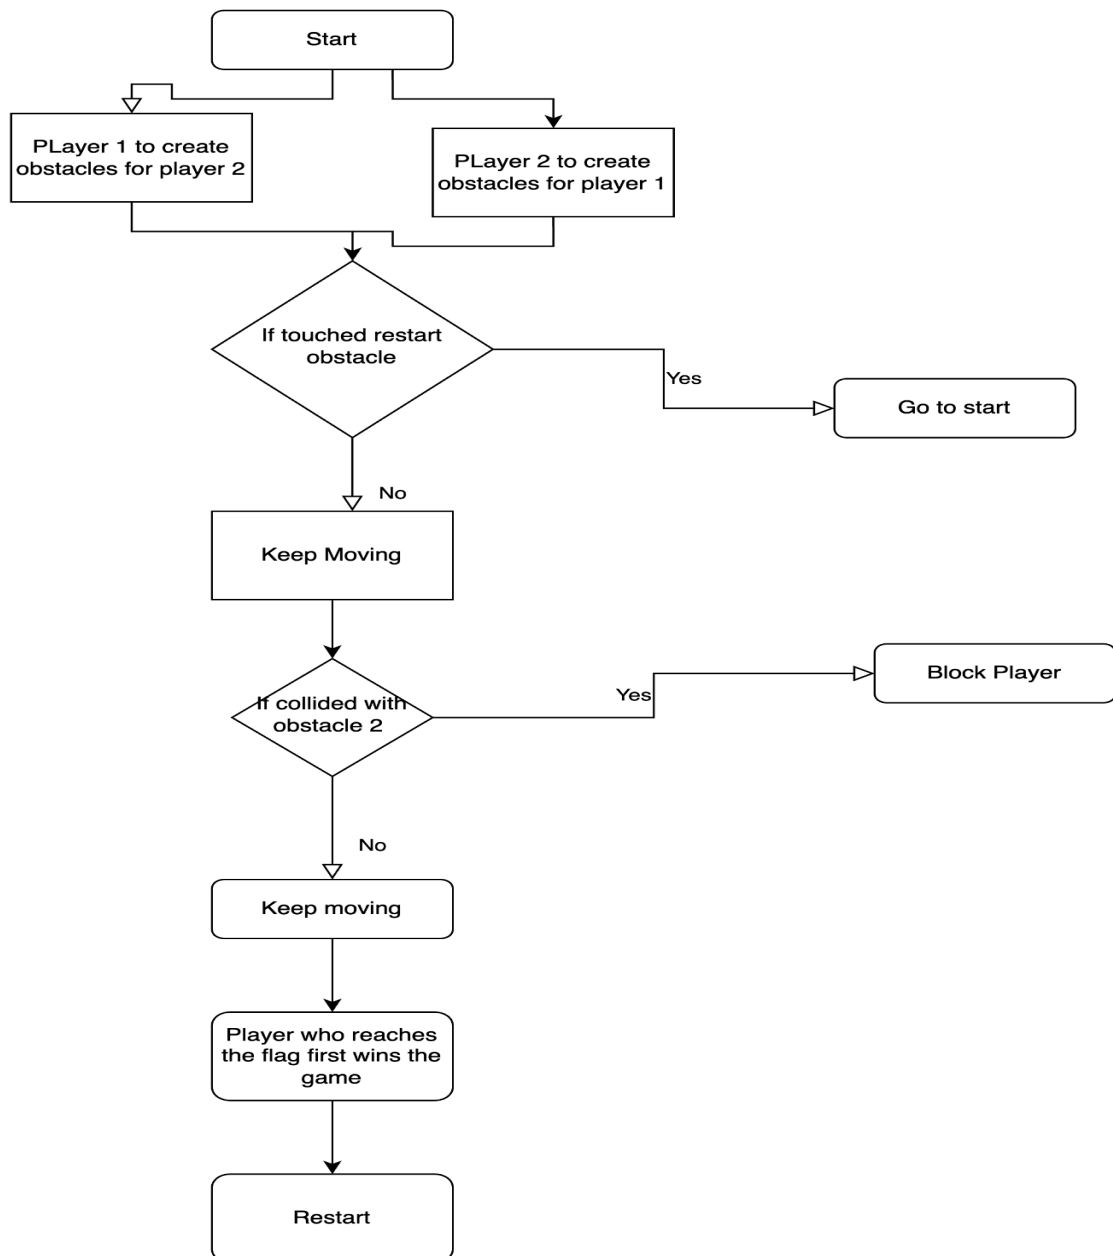 Start
PLayer 1 to create
obstacles for player 2
PLayer 2 to create
obstacles for player 1
If touched restart
obstacle
Yes
Go to start
No
Keep Moving
If collided with
obstacle 2
Yes
Block Player
No
Keep moving
Player who reaches
the flag first wins the
game
Restart